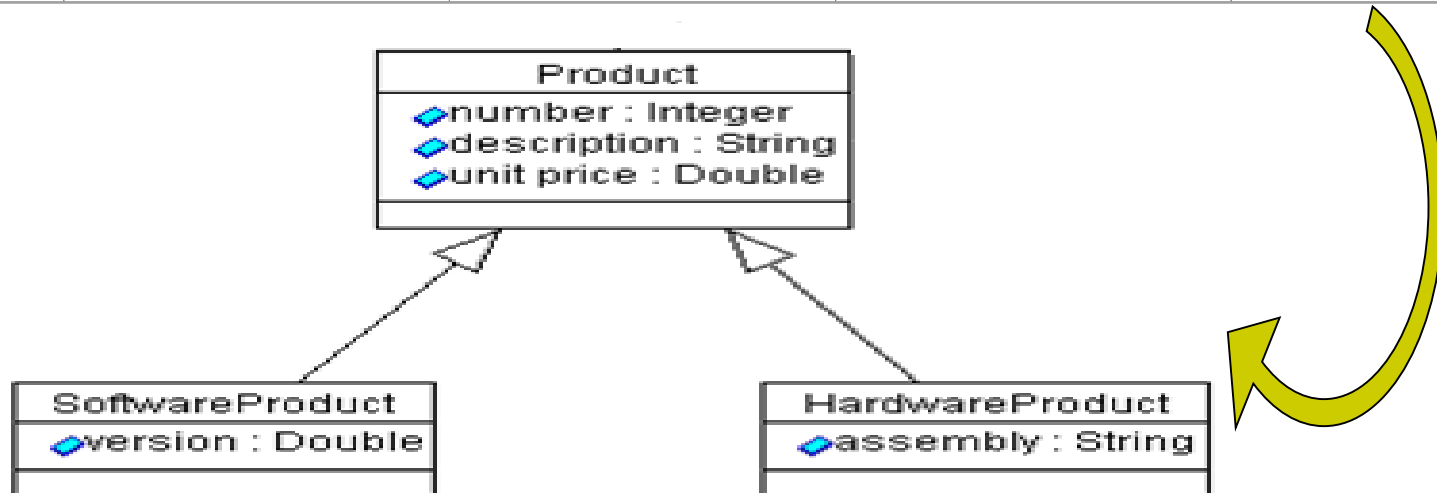 Product
number : Integer
description : String
unit price : Double
SoftwareProduct
version : Double
HardwareProduct
assembly : String